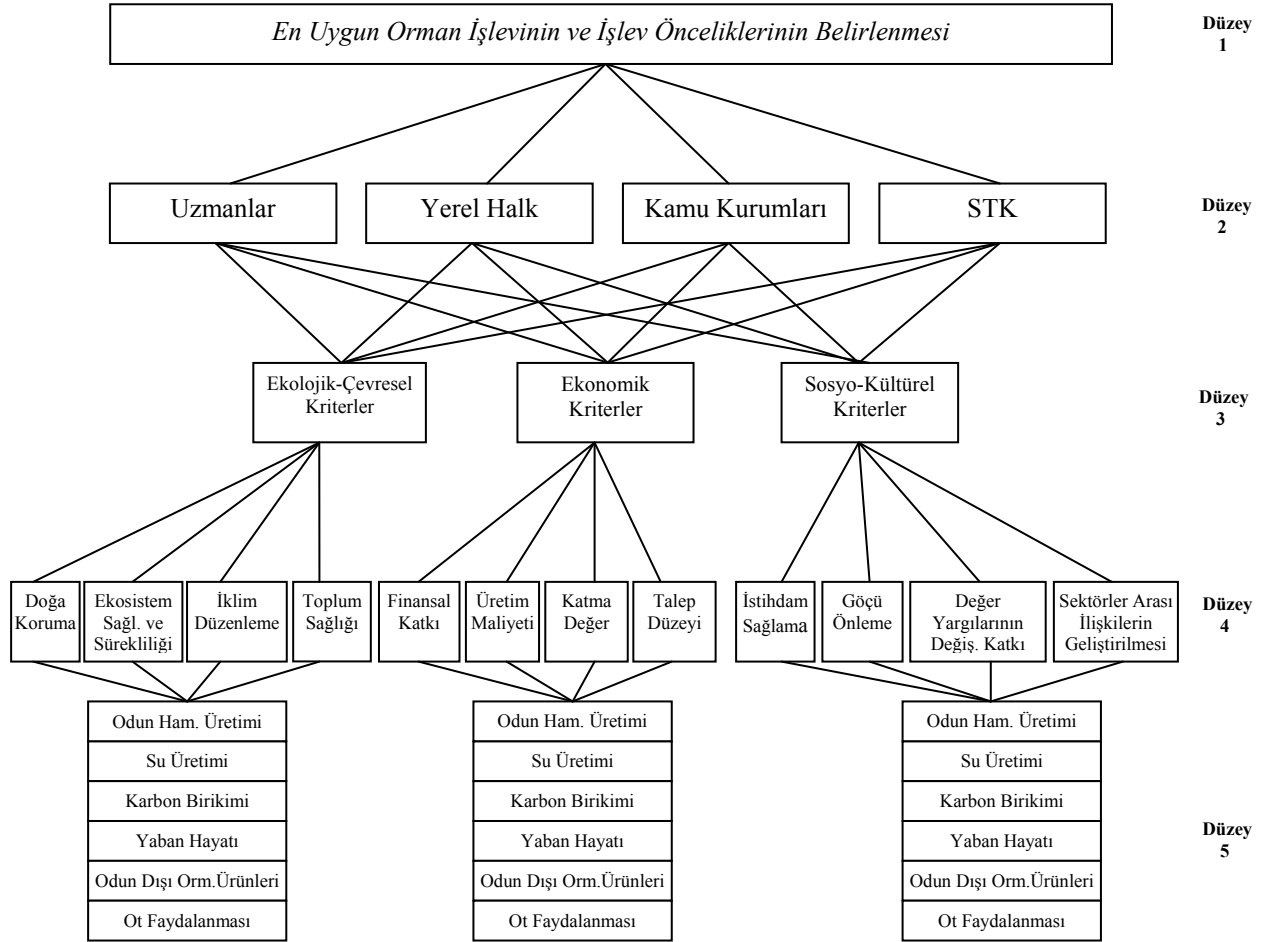 En Uygun Orman İşlevinin ve İşlev Önceliklerinin Belirlenmesi
Düzey
1
Uzmanlar
Yerel Halk
Kamu Kurumları
STK
Düzey
2
Ekolojik-Çevresel
Kriterler
Ekonomik
Kriterler
Sosyo-Kültürel
Kriterler
Düzey
3
Doğa
Koruma
Ekosistem
Sağl. ve
Sürekliliği
İklim
Düzenleme
Toplum
Sağlığı
Finansal
Katkı
Üretim
Maliyeti
Katma
Değer
Talep
Düzeyi
İstihdam
Sağlama
Göçü
Önleme
Değer
Yargılarının
Değiş. Katkı
Sektörler Arası
İlişkilerin
Geliştirilmesi
Düzey
4
Odun Ham. Üretimi
Su Üretimi
Karbon Birikimi
Yaban Hayatı
Odun Dışı Orm.Ürünleri
Ot Faydalanması
Odun Ham. Üretimi
Su Üretimi
Karbon Birikimi
Yaban Hayatı
Odun Dışı Orm.Ürünleri
Ot Faydalanması
Odun Ham. Üretimi
Su Üretimi
Karbon Birikimi
Yaban Hayatı
Odun Dışı Orm.Ürünleri
Ot Faydalanması
Düzey
5